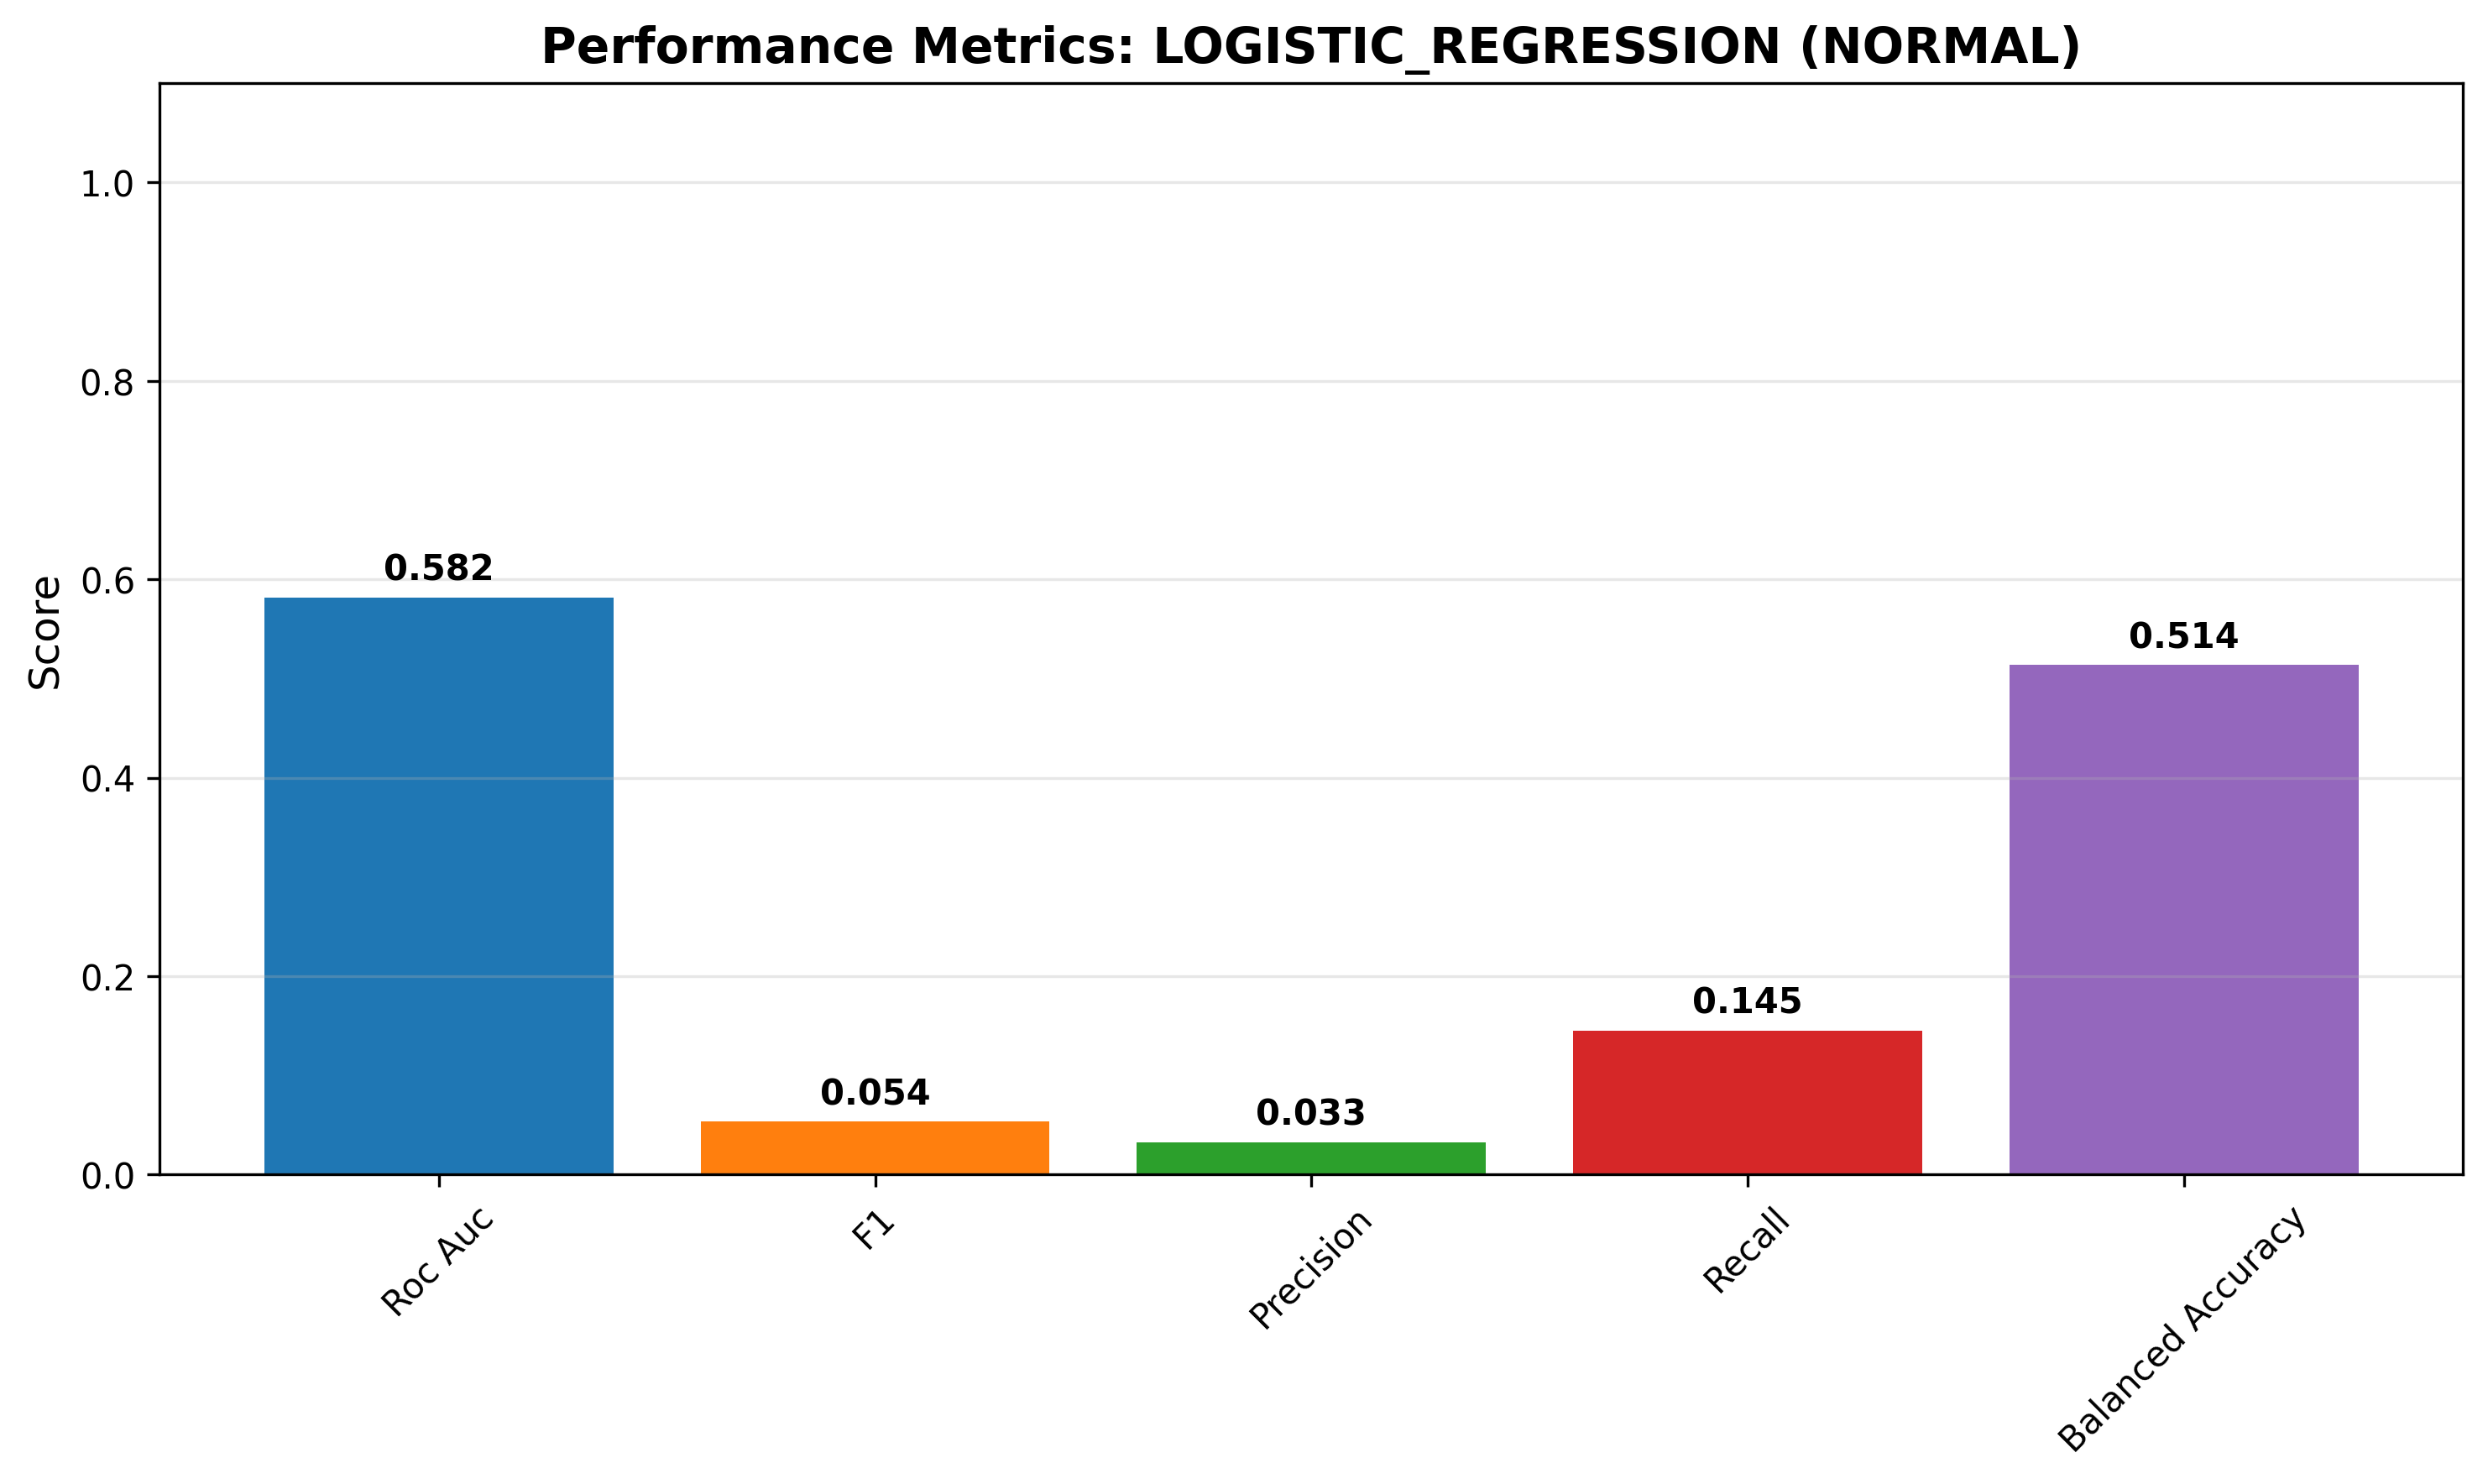 Performance Metrics: LOGISTIC_REGRESSION (NORMAL)
Score
1.0
0.8
0.6
0.4
0.2
0.0
0.582
0.054
0.033
0.145
0.514
Roc Auc
F1
Precision
Recall
Balanced Accuracy